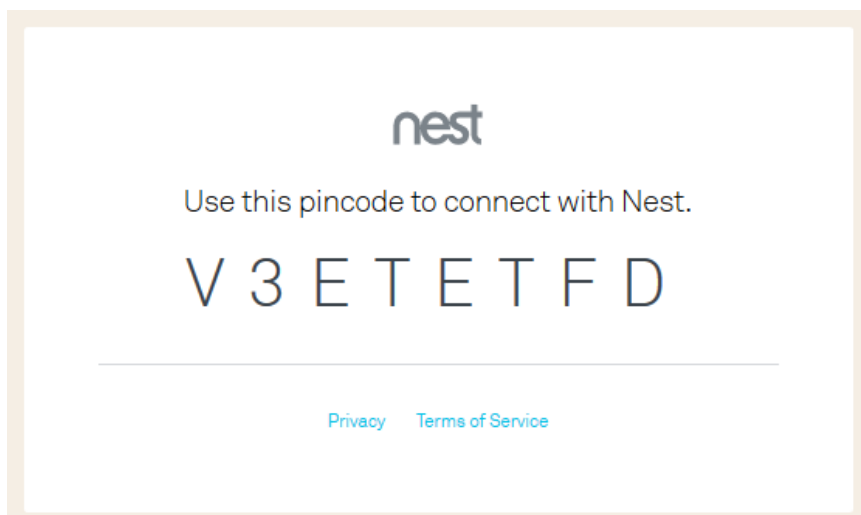 nest
Use this pincode to connect with Nest.
V3ETETFD
Privacy Terms of Service